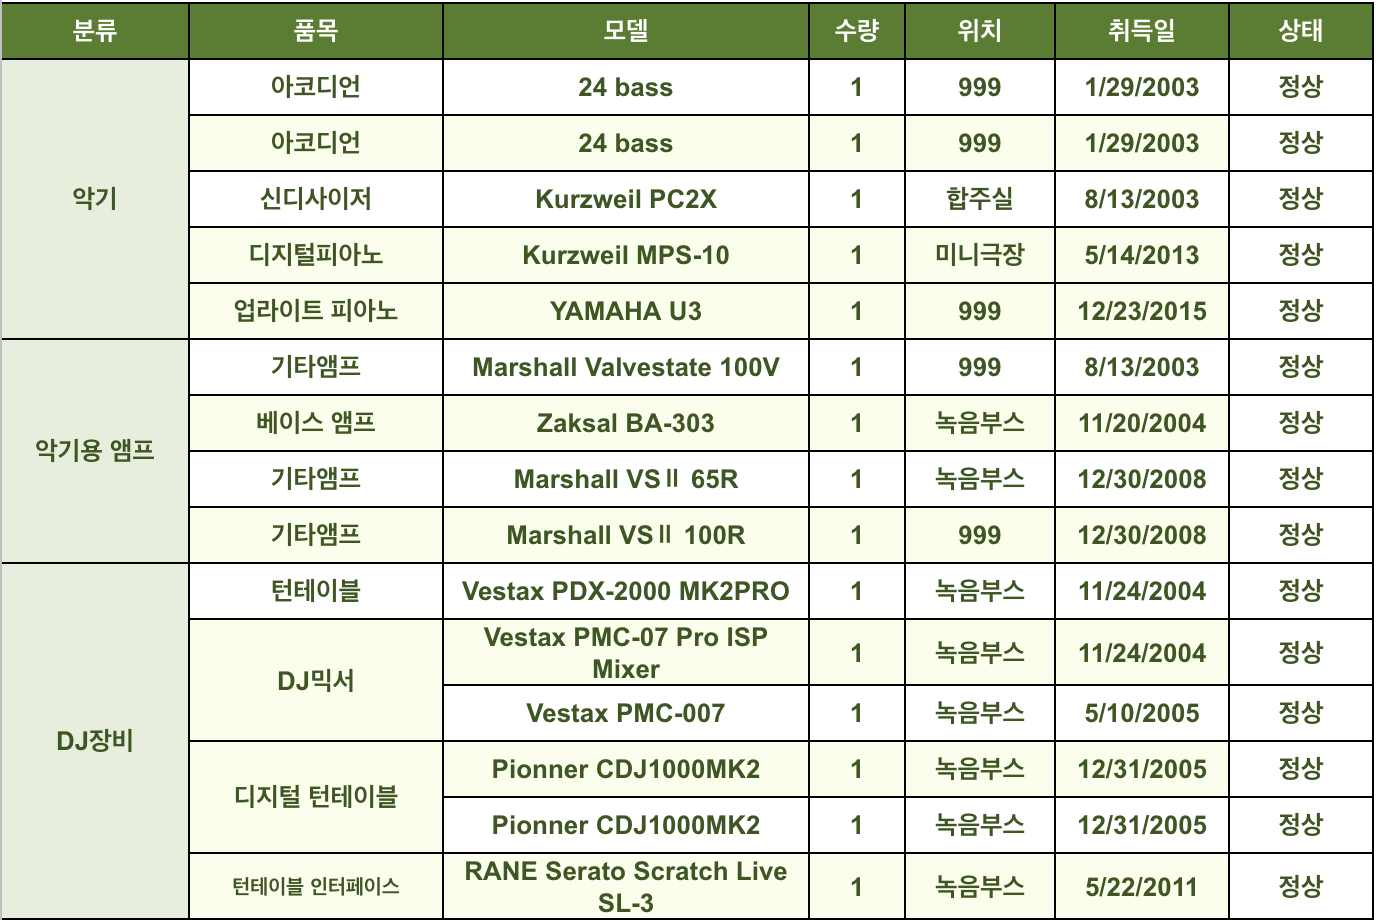 분류 품목 모델 수량 위치 취득일 상태
악기 아코디언 24 bass 1 999 1/29/2003 정상
아코디언 24 bass 1 999 1/29/2003 정상
신디사이저 Kurzweil PC2X 1 합주실 8/13/2003 정상
디지털피아노 Kurzweil MPS-10 1 미니극장 5/14/2013 정상
업라이트 피아노 YAMAHA U3 1 999 12/23/2015 정상
악기용 앰프 기타앰프 Marshall Valvestate 100V 1 999 8/13/2003 정상
베이스 앰프 Zaksal BA-303 1 녹음부스 11/20/2004 정상
기타앰프 Marshall VSⅡ 65R 1 녹음부스 12/30/2008 정상
기타앰프 Marshall VSⅡ 100R 1 999 12/30/2008 정상
DJ장비 턴테이블 Vestax PDX-2000 MK2PRO 1 녹음부스 11/24/2004 정상
DJ믹서 Vestax PMC-07 Pro ISP
Mixer 1 녹음부스 11/24/2004 정상
Vestax PMC-007 1 녹음부스 5/10/2005 정상
디지털 턴테이블 Pionner CDJ1000MK2 1 녹음부스 12/31/2005 정상
Pionner CDJ1000MK2 1 녹음부스 12/31/2005 정상
턴테이블 인터페이스 RANE Serato Scratch Live
SL-3 1 녹음부스 5/22/2011 정상